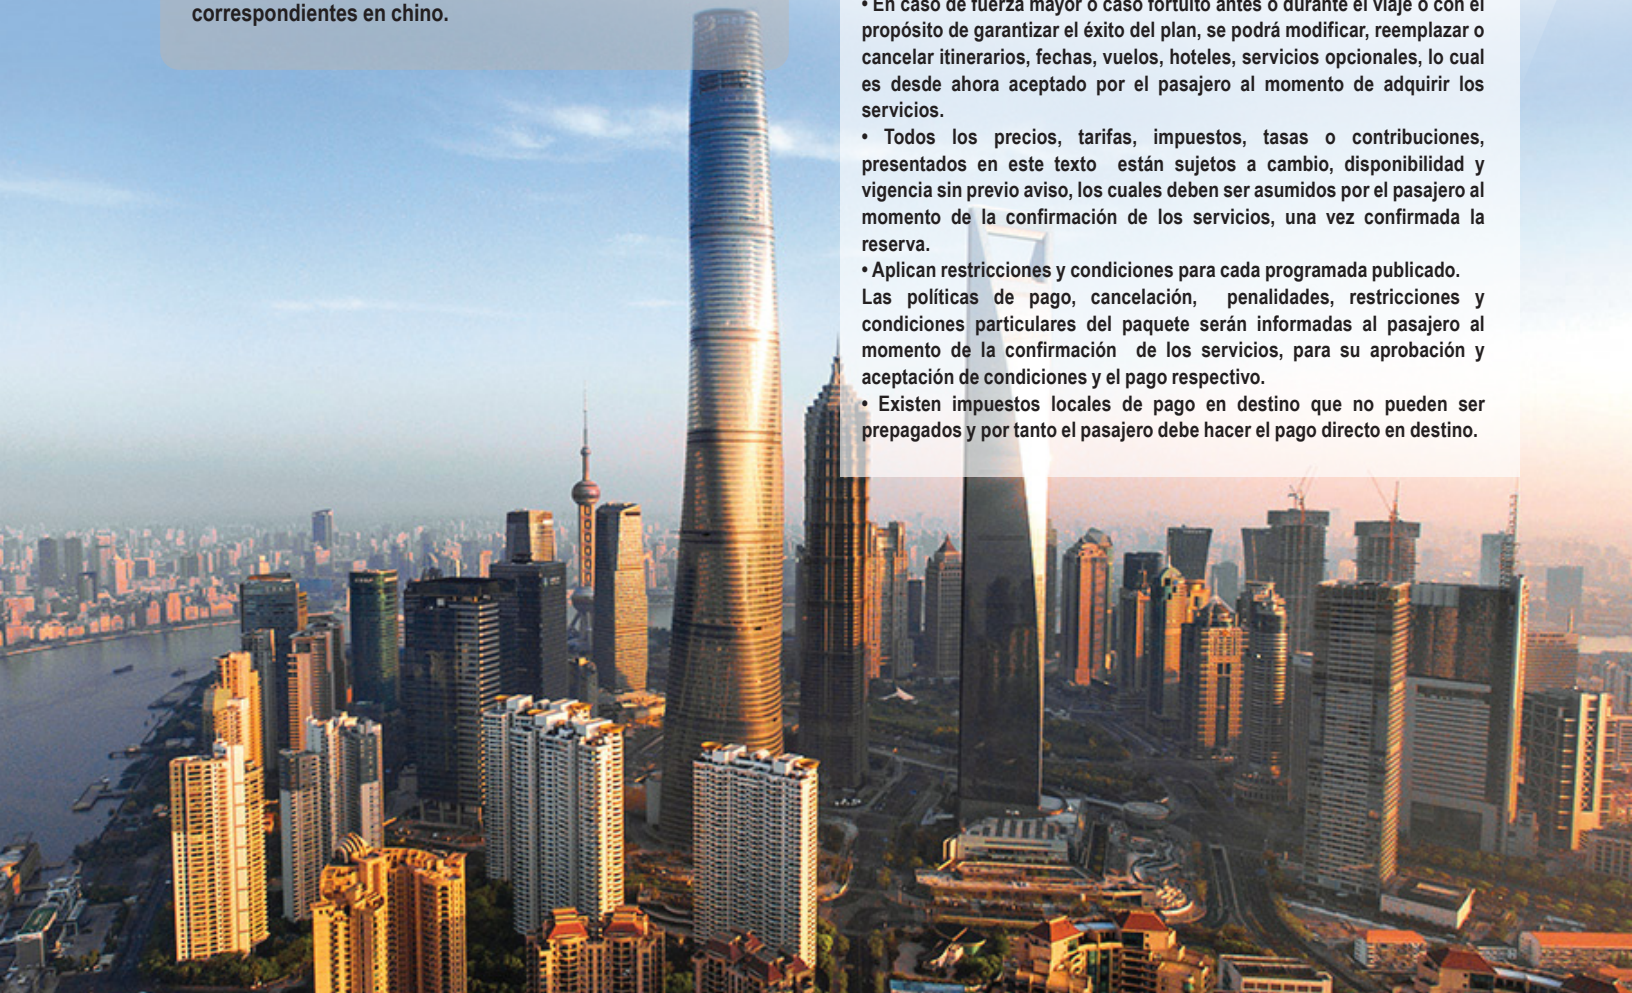 correspondientes en chino.
• En caso de fuerza mayor o caso fortuito antes o durante el viaje o con el
propósito de garantizar el éxito del plan, se podrá modificar, reemplazar o
cancelar itinerarios, fechas, vuelos, hoteles, servicios opcionales, lo cual
es desde ahora aceptado por el pasajero al momento de adquirir los
servicios.
• Todos los precios, tarifas, impuestos, tasas o contribuciones,
presentados en este texto están sujetos a cambio, disponibilidad y
vigencia sin previo aviso, los cuales deben ser asumidos por el pasajero al
momento de la confirmación de los servicios, una vez confirmada la
reserva.
• Aplican restricciones y condiciones para cada programada publicado.
Las políticas de pago, cancelación, penalidades, restricciones y
condiciones particulares del paquete serán informadas al pasajero al
momento de la confirmación de los servicios, para su aprobación y
aceptación de condiciones y el pago respectivo.
• Existen impuestos locales de pago en destino que no pueden ser
prepagados y por tanto el pasajero debe hacer el pago directo en destino.